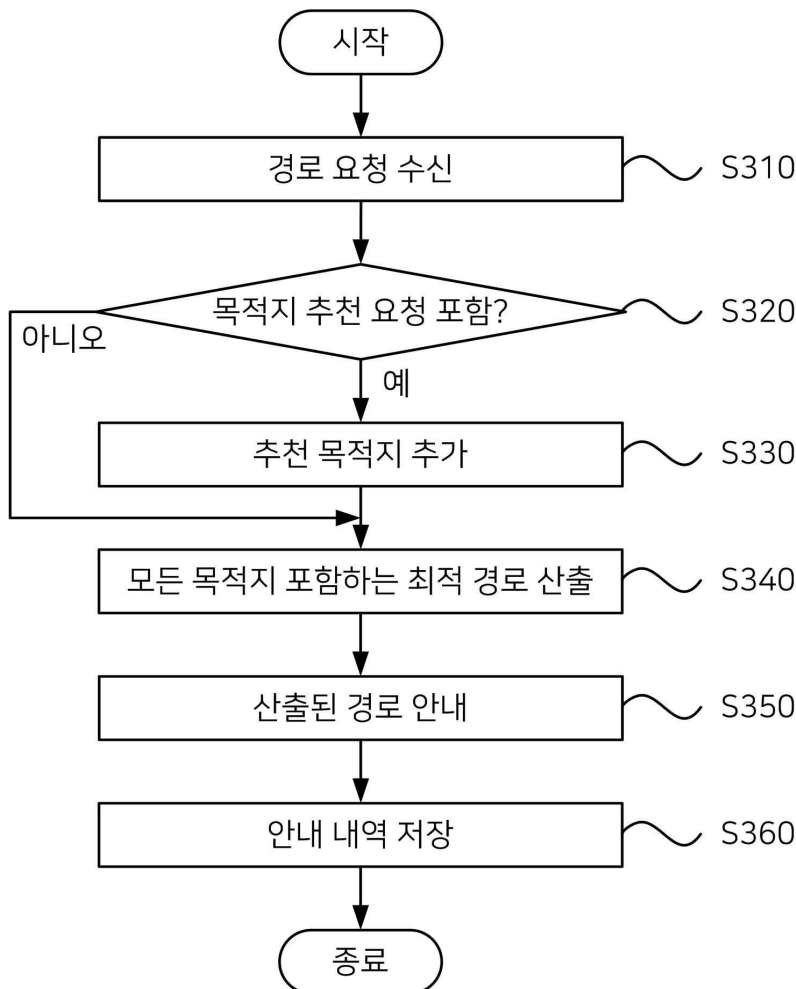 시작
경로 요청 수신
S310
목적지 추천 요청 포함?
S320
아니오
예
추천 목적지 추가
S330
모든 목적지 포함하는 최적 경로 산출
S340
산출된 경로 안내
S350
안내 내역 저장
S360
종료